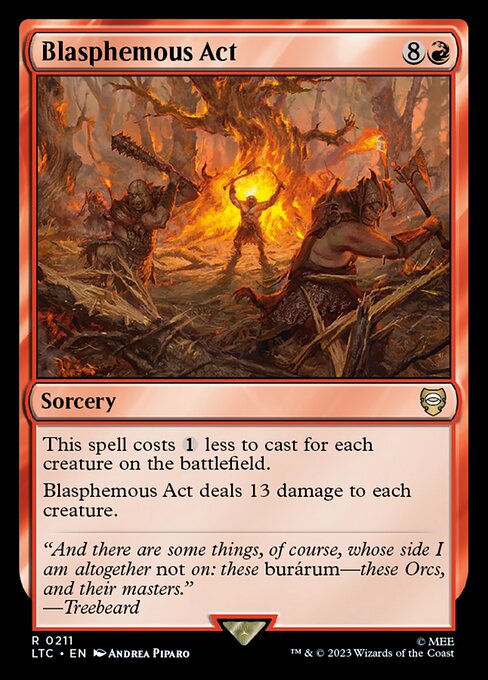 Blasphemous Act 8
Sorcery
This spell costs 1 less to cast for each
creature on the battlefield.
Blasphemous Act deals 13 damage to each
creature.
“And there are some things, of course, whose side I
am altogether not on: these burárum—these Orcs,
and their masters.”
—Treebeard
R 0211 © MEE
LTC • EN Andrea Piparo ™ & © 2023 Wizards of the Coast